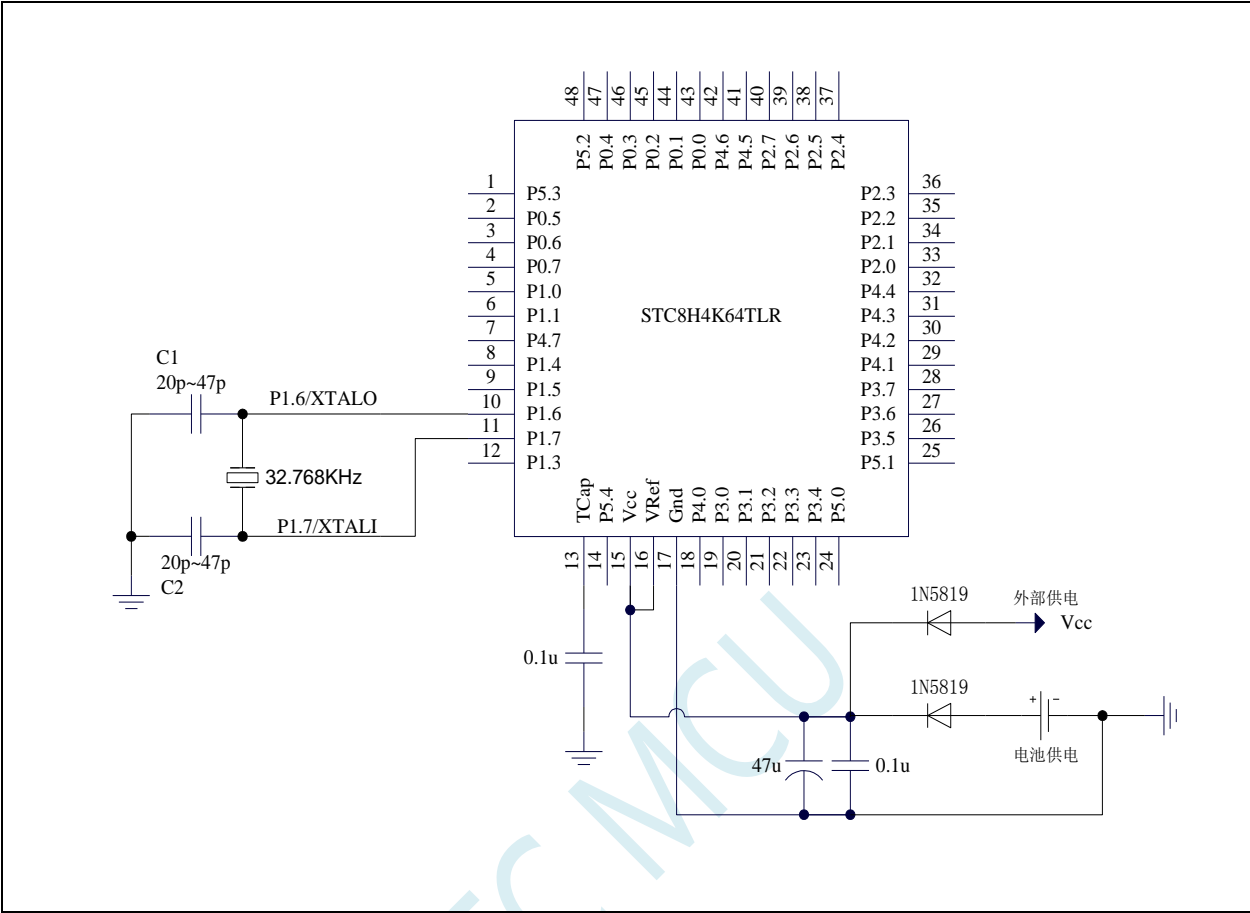 48 47 46 45 44 43 42 41 40 39 38 37
P5.2 P0.4 P0.3 P0.2 P0.1 P0.0 P4.6 P4.5 P2.7 P2.6 P2.5 P2.4
1 P5.3
2 P0.5
3 P0.6
4 P0.7
5 P1.0
6 P1.1
7 P4.7
8 P1.4
9 P1.5
10 P1.6
11 P1.7
12 P1.3
STC8H4K64TLR
P2.3 36
P2.2 35
P2.1 34
P2.0 33
P4.4 32
P4.3 31
P4.2 30
P4.1 29
P3.7 28
P3.6 27
P3.5 26
P5.1 25
C1
20p~47p
P1.6/XTALO
32.768KHz
P1.7/XTALI
20p~47p
C2
TCap P5.4 Vcc VRef Gnd P4.0 P3.0 P3.1 P3.2 P3.3 P3.4 P5.0
13 14 15 16 17 18 19 20 21 22 23 24
0.1u
1N5819
外部供电
Vcc
1N5819
+ -
电池供电
47u
0.1u
MCU